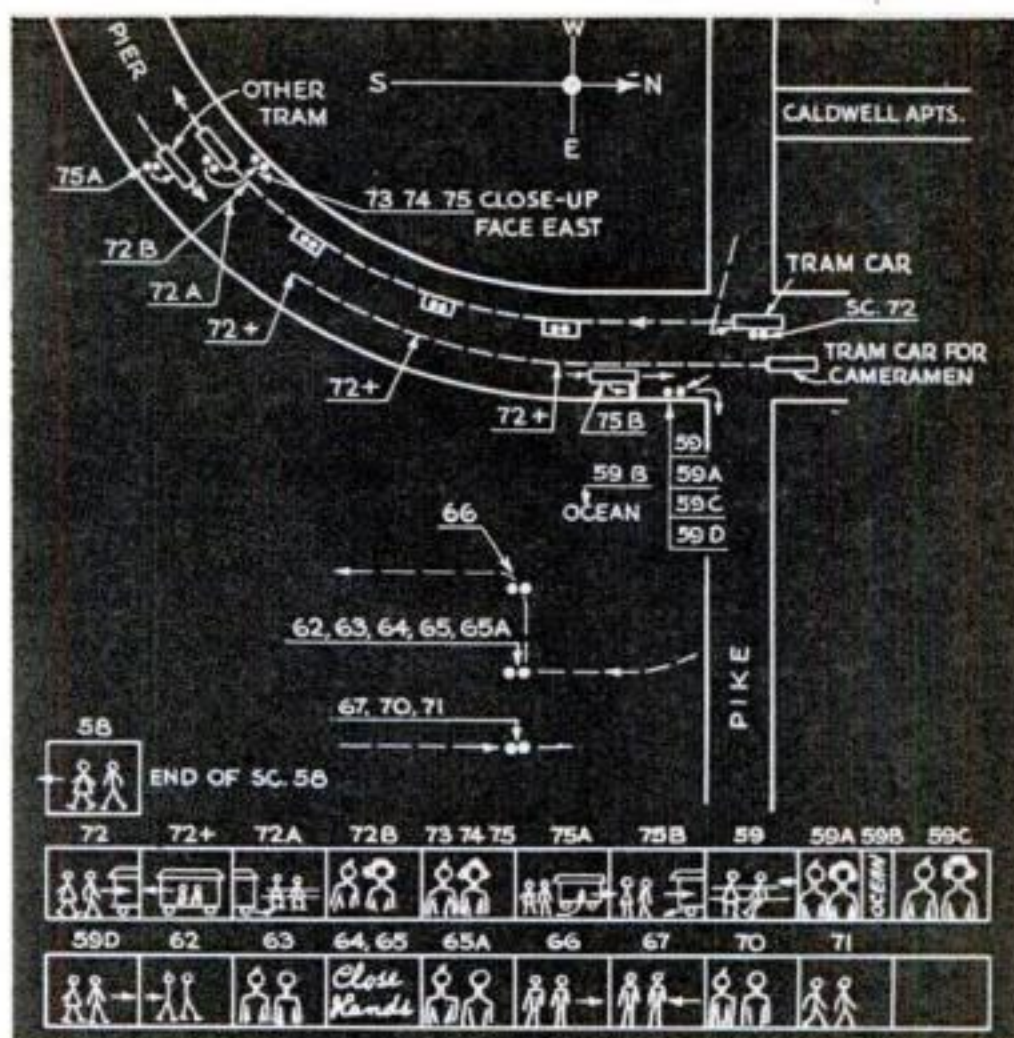 PIER
W
S
N
E
OTHER
TRAM
CALDWELL APTS.
75A
73 74 75 CLOSE-UP
FACE EAST
72 B
72 A
72 +
TRAM CAR
SC. 72
TRAM CAR FOR
CAMERAMEN
72+
72+
75 B
59
59 B
59A
OCEAN
59C
59D
66
62, 63, 64, 65, 65A
67, 70, 71
PIKE
58
END OF SC. 58
72 72+ 72A 72B 73 74 75 75A 75B 59 59A 59B 59C
OCEAN
59D 62 63 64, 65 65A 66 67 70 71
Close
Hands